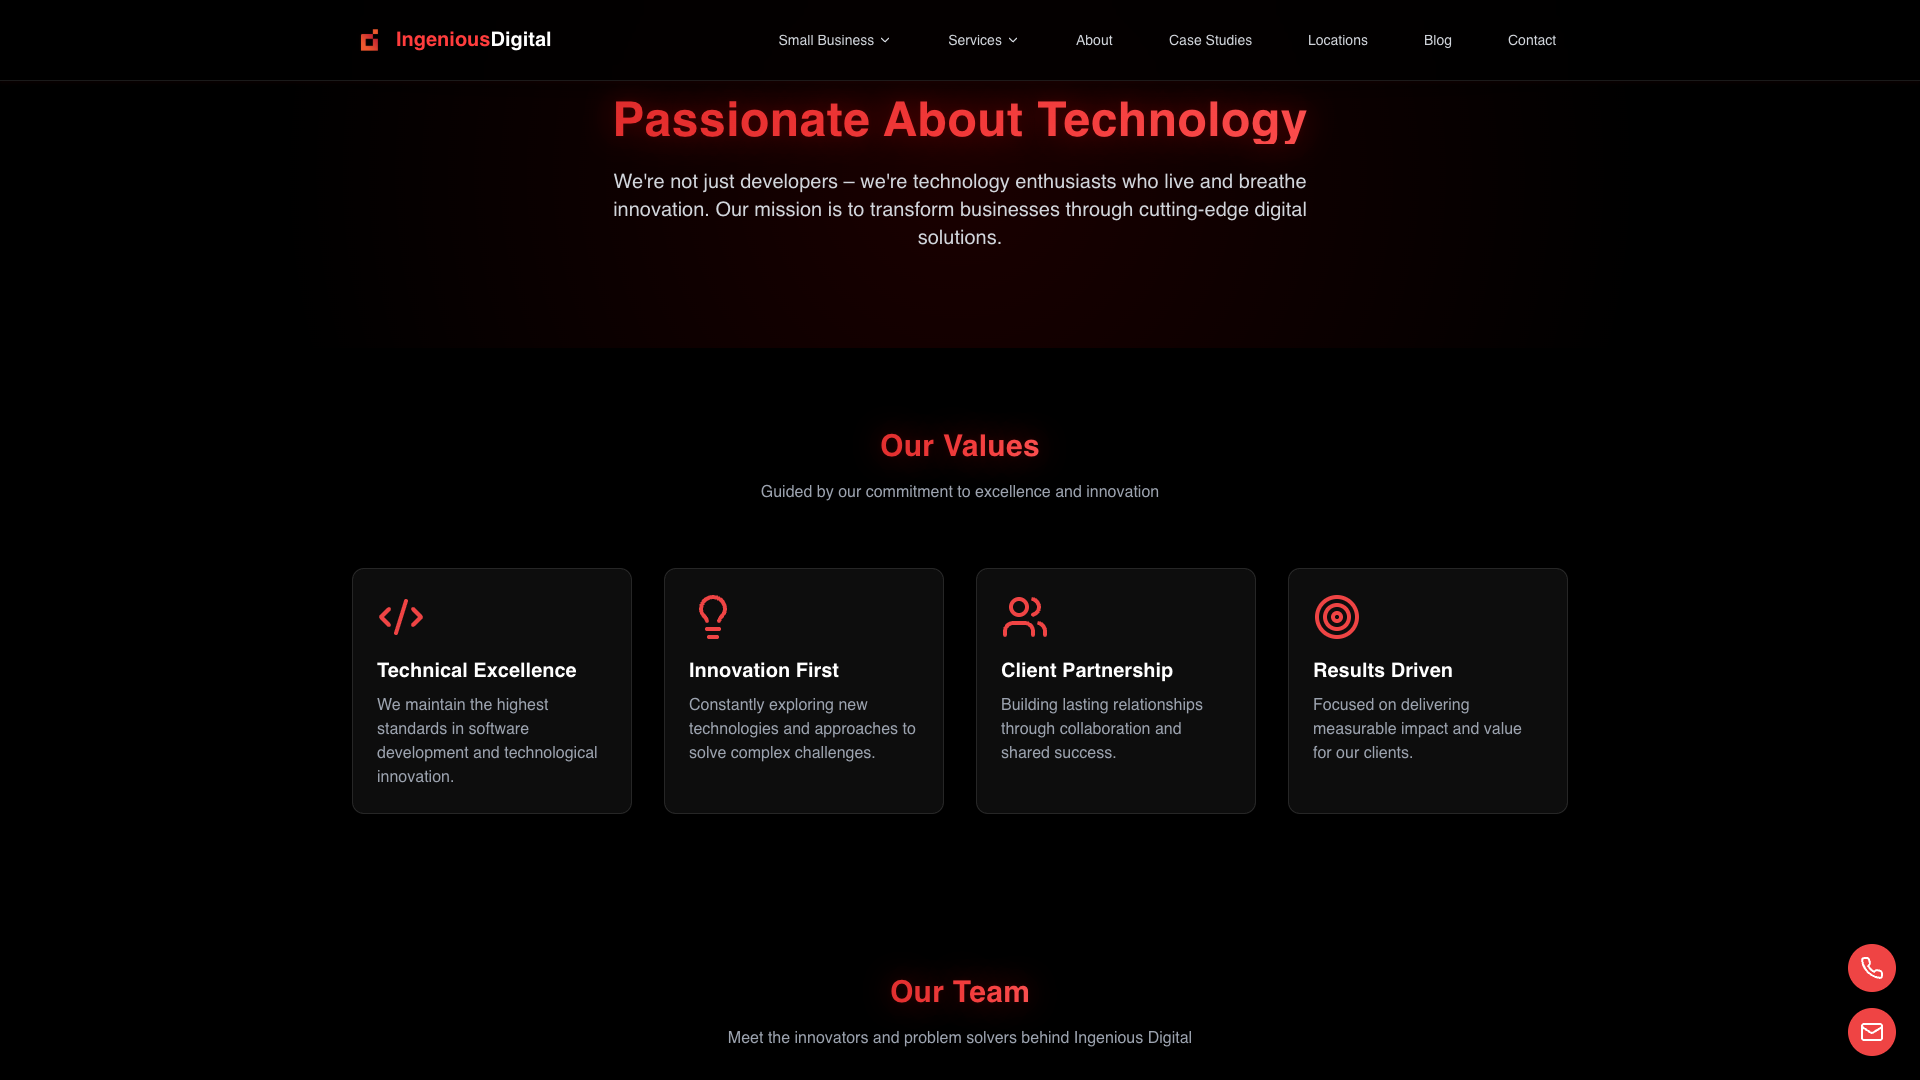 IngeniousDigital
Small Business
Services
About
Case Studies
Locations
Blog
Contact
Passionate About Technology
We're not just developers – we're technology enthusiasts who live and breathe
innovation. Our mission is to transform businesses through cutting-edge digital
solutions.
Our Values
Guided by our commitment to excellence and innovation
Technical Excellence
We maintain the highest
standards in software
development and technological
innovation.
Innovation First
Constantly exploring new
technologies and approaches to
solve complex challenges.
Client Partnership
Building lasting relationships
through collaboration and
shared success.
Results Driven
Focused on delivering
measurable impact and value
for our clients.
Our Team
Meet the innovators and problem solvers behind Ingenious Digital